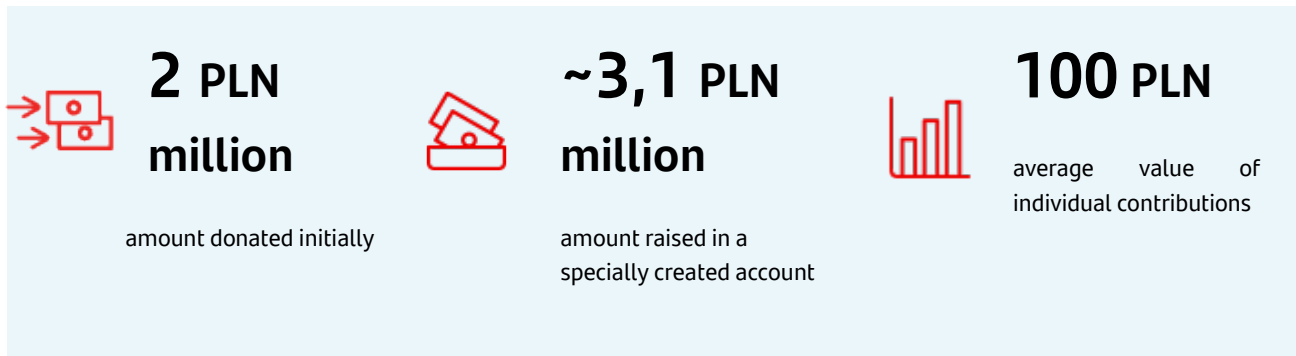 2 PLN
million
amount donated initially
~3,1 PLN
million
amount raised in a
specially created account
100 PLN
average value of
individual contributions